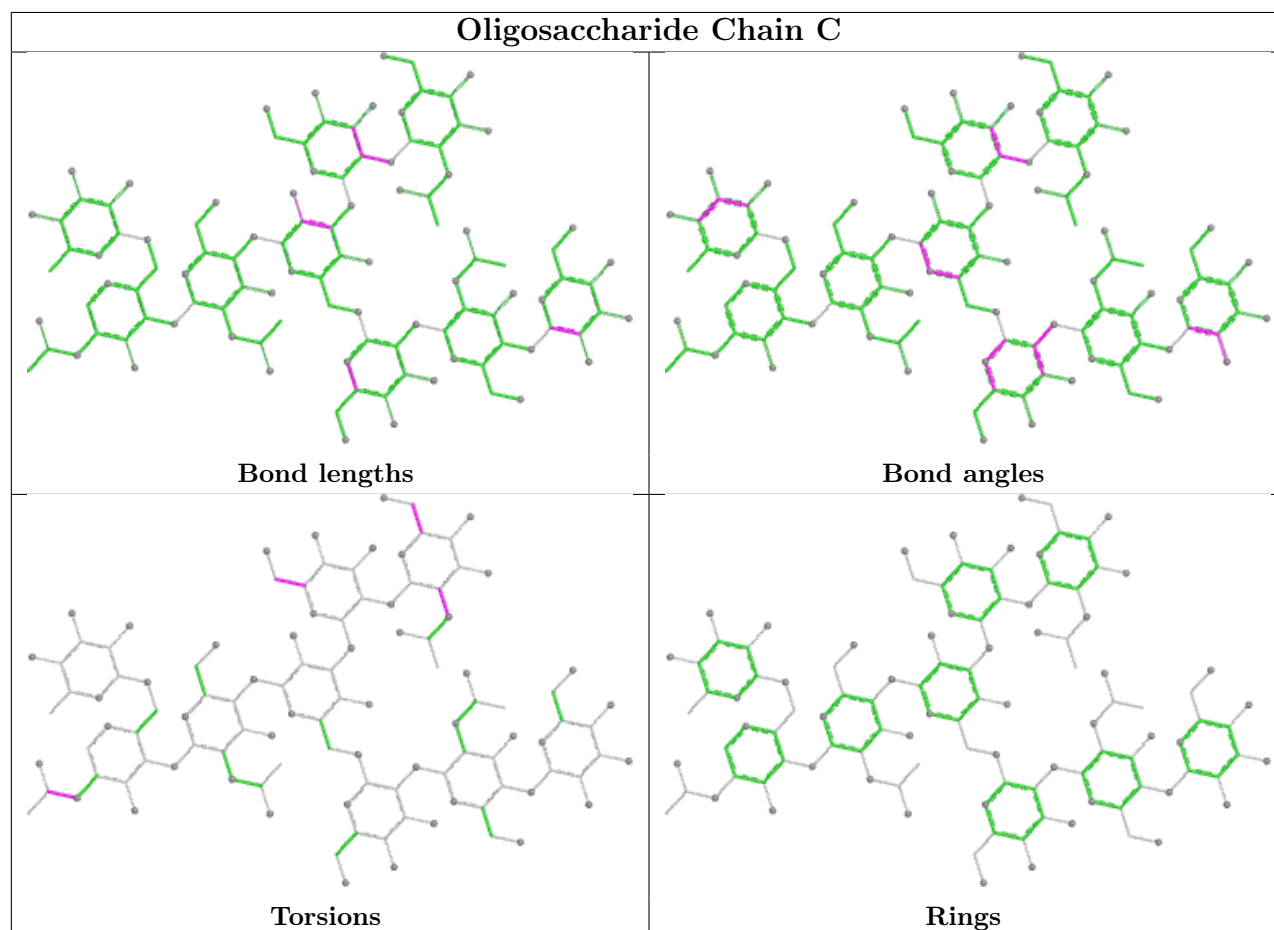 Oligosaccharide Chain C
Bond lengths
Bond angles
Torsions
Rings